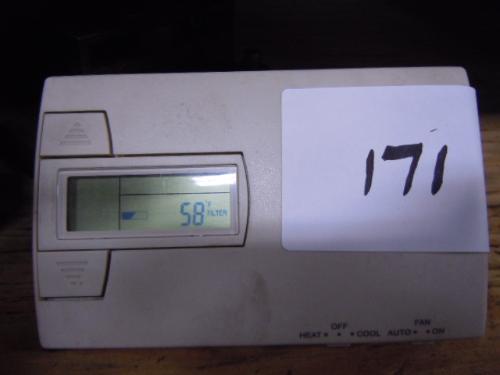 171
58°F
FILTER
OFF FAN
HEAT COOL AUTO ON